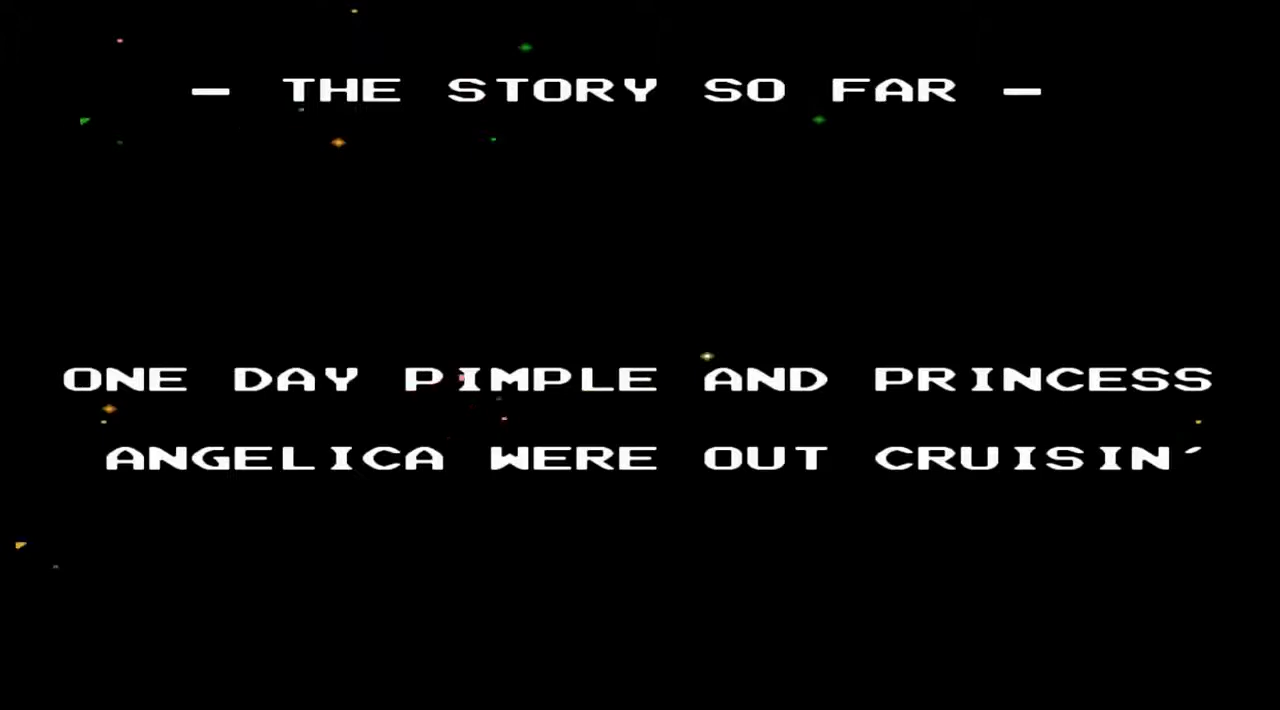 - THE STORY SO FAR -
ONE DAY PIMPLE AND PRINCESS
ANGELICA WERE OUT CRUISIN'